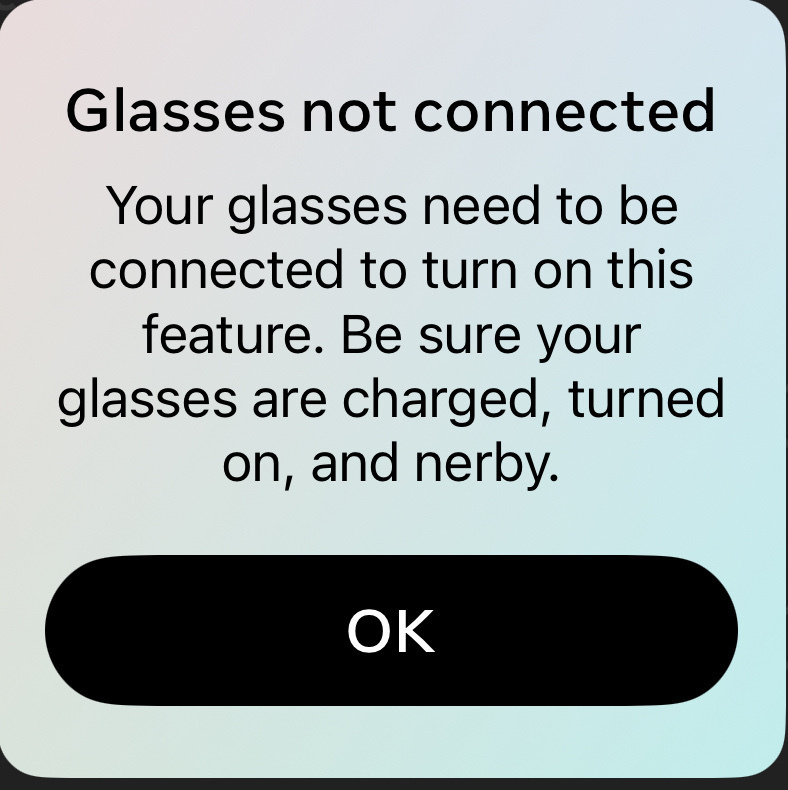 Glasses not connected
Your glasses need to be
connected to turn on this
feature. Be sure your
glasses are charged, turned
on, and nerby.
OK